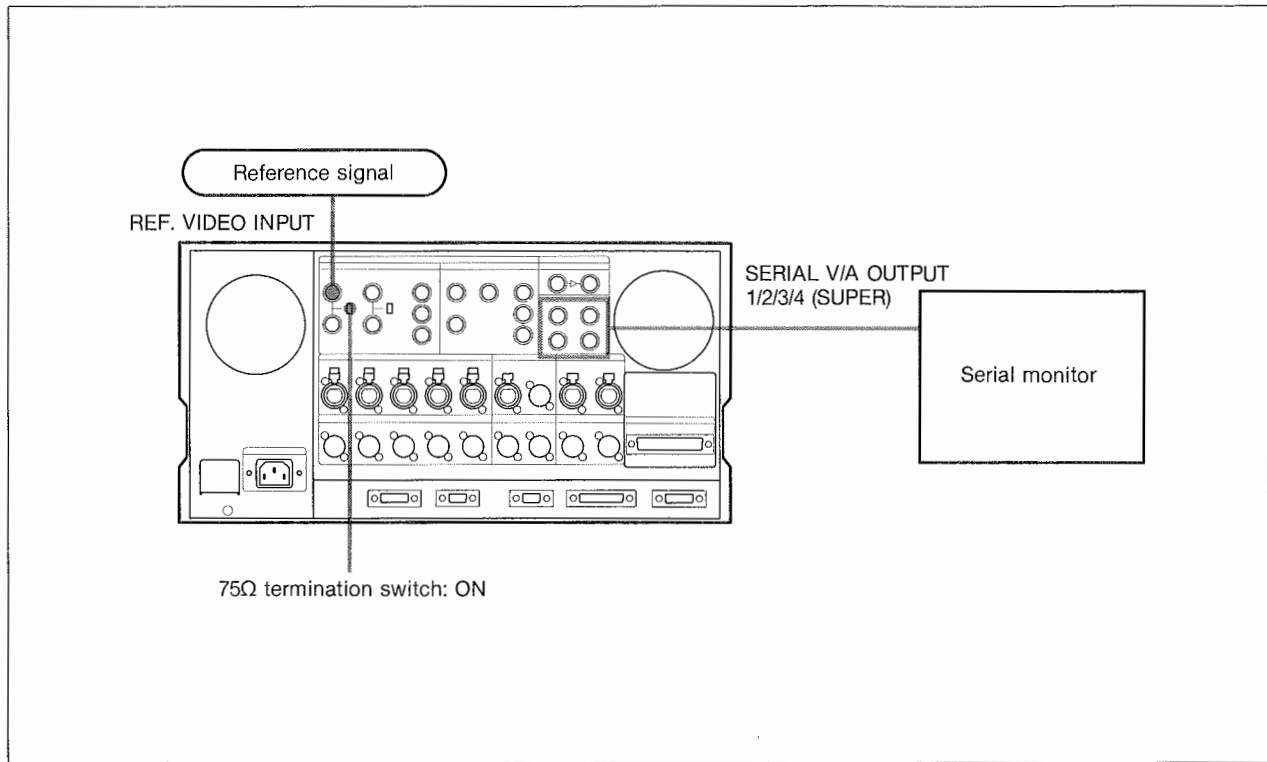 Reference signal
REF. VIDEO INPUT
SERIAL V/A OUTPUT
1/2/3/4 (SUPER)
Serial monitor
75Ω termination switch: ON